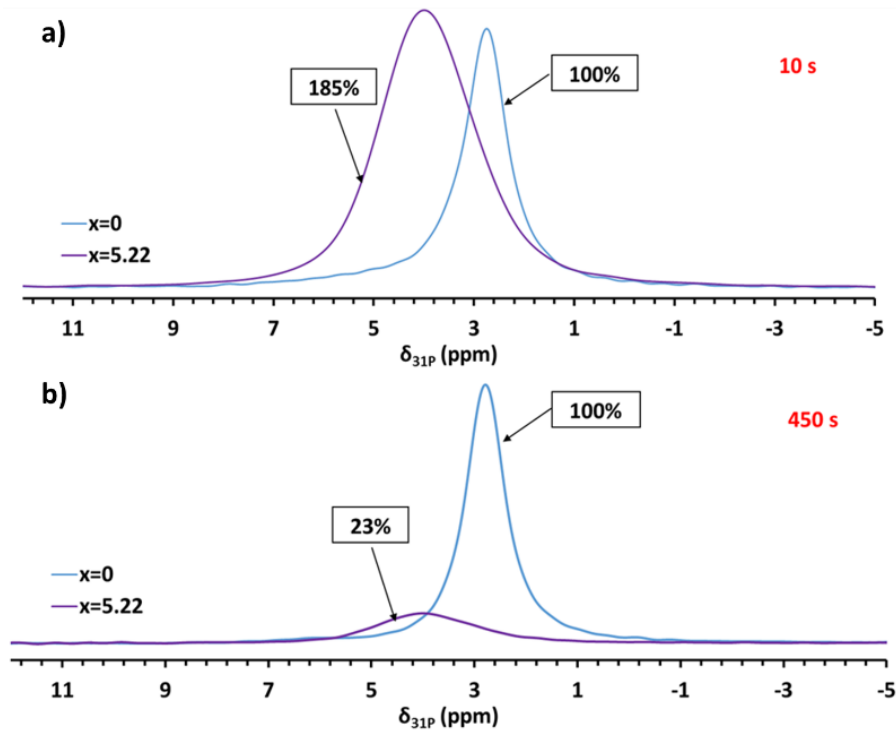 a)
10 s
100%
185%
x=0
x=5.22
11 9 7 5 3 1 -1 -3 -5
δ31P (ppm)
b)
450 s
100%
23%
x=0
x=5.22
11 9 7 5 3 1 -1 -3 -5
δ31P (ppm)